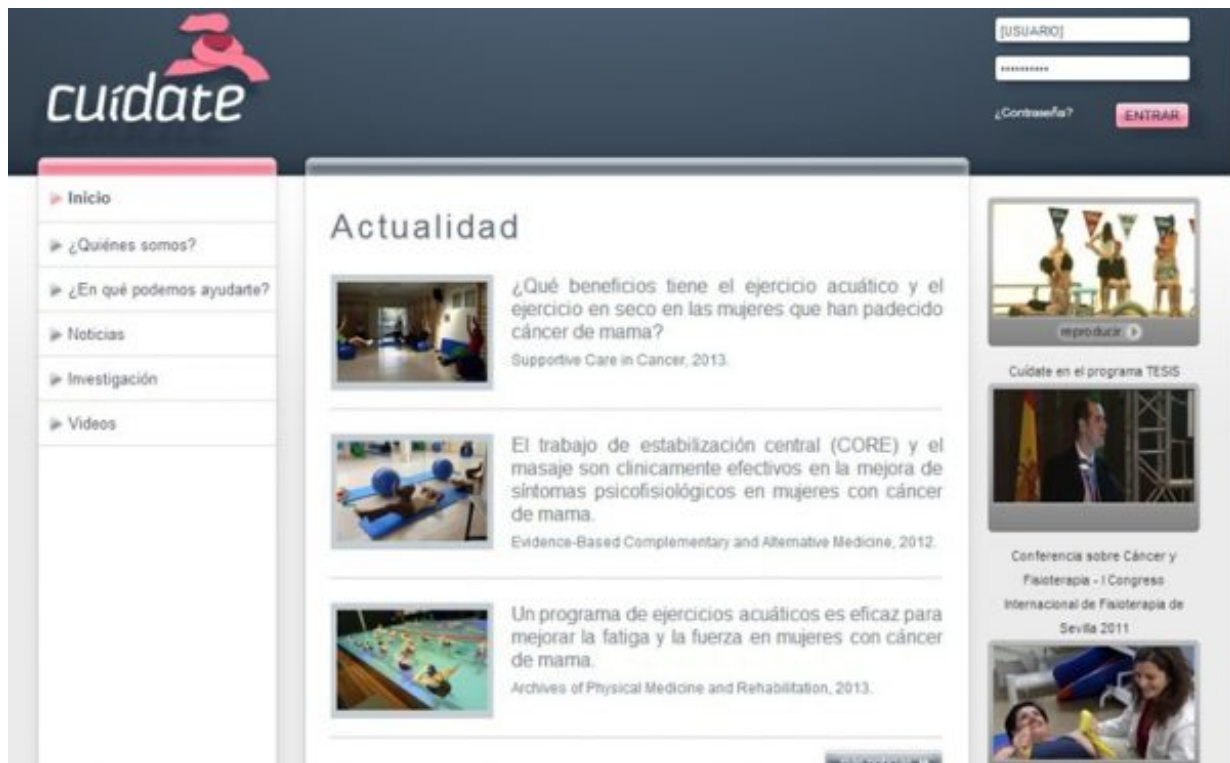 cuídate
[USUARIO]
¿Contraseña?
ENTRAR
Inicio
¿Quiénes somos?
¿En qué podemos ayudarte?
Noticias
Investigación
Videos
Actualidad
¿Qué beneficios tiene el ejercicio acuático y el
ejercicio en seco en las mujeres que han padecido
cáncer de mama?
Supportive Care in Cancer, 2013.
El trabajo de estabilización central (CORE) y el
masaje son clinicamente efectivos en la mejora de
síntomas psicofisiológicos en mujeres con cáncer
de mama.
Evidence-Based Complementary and Alternative Medicine, 2012.
Un programa de ejercicios acuáticos es eficaz para
mejorar la fatiga y la fuerza en mujeres con cáncer
de mama.
Archives of Physical Medicine and Rehabilitation, 2013.
reproducir
Cuídate en el programa TESIS
Conferencia sobre Cáncer y
Fisioterapia - I Congreso
Internacional de Fisioterapia de
Sevilla 2011